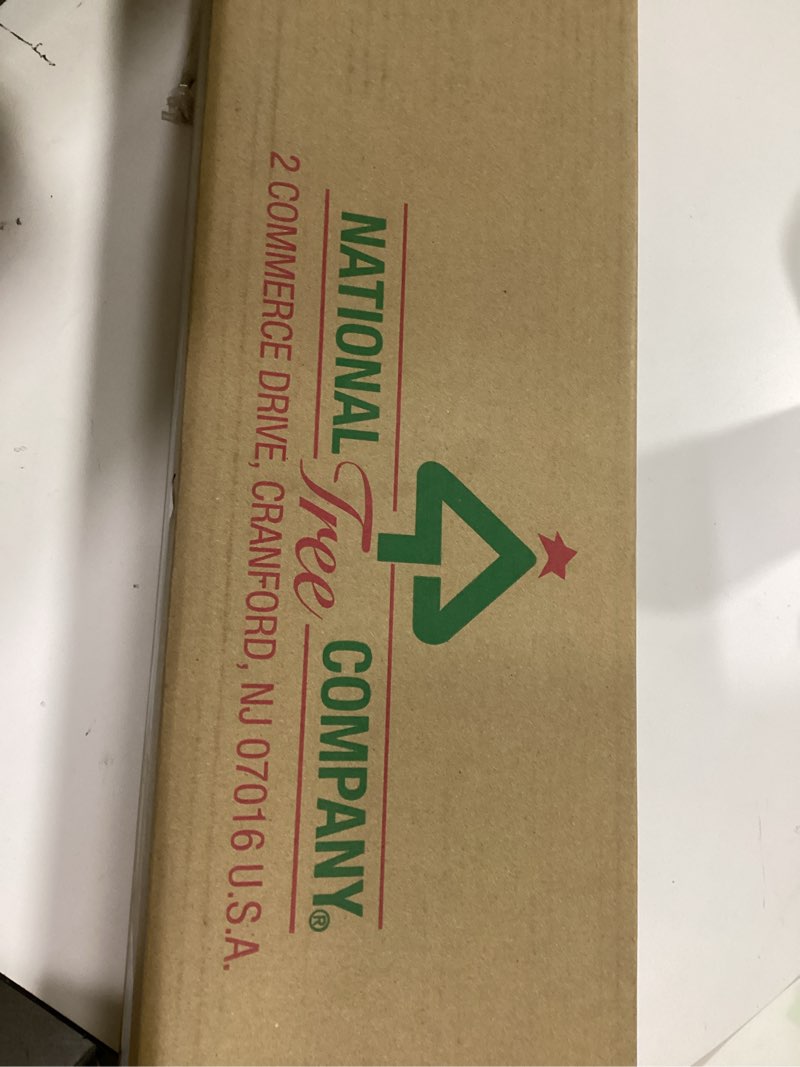 NATIONAL Tree COMPANY®
2 COMMERCE DRIVE, CRANFORD, NJ 07016 U.S.A.